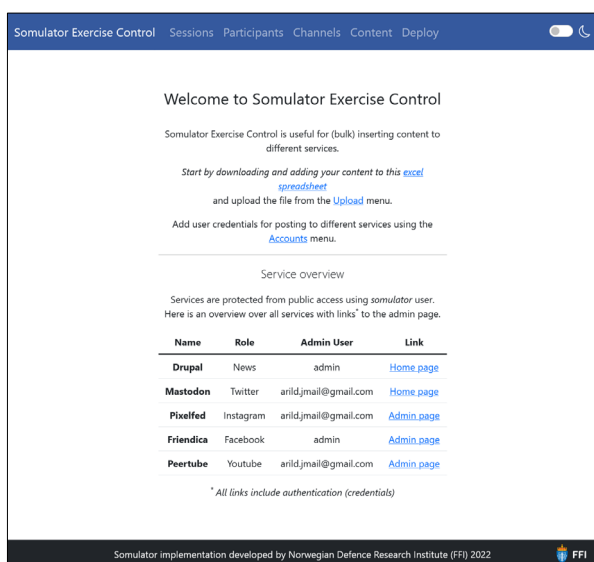 Somulator Exercise Control Sessions Participants Channels Content Deploy
Welcome to Somulator Exercise Control
Somulator Exercise Control is useful for (bulk) inserting content to
different services.
Start by downloading and adding your content to this excel
spreadsheet
and upload the file from the Upload menu.
Add user credentials for posting to different services using the
Accounts menu.
Service overview
Services are protected from public access using somulator user.
Here is an overview over all services with links* to the admin page.
Name Role Admin User Link
Drupal News admin Home page
Mastodon Twitter arild.jmail@gmail.com Home page
Pixelfed Instagram arild.jmail@gmail.com Admin page
Friendica Facebook admin Admin page
Peertube Youtube arild.jmail@gmail.com Admin page
* All links include authentication (credentials)
Somulator implementation developed by Norwegian Defence Research Institute (FFI) 2022 FFI